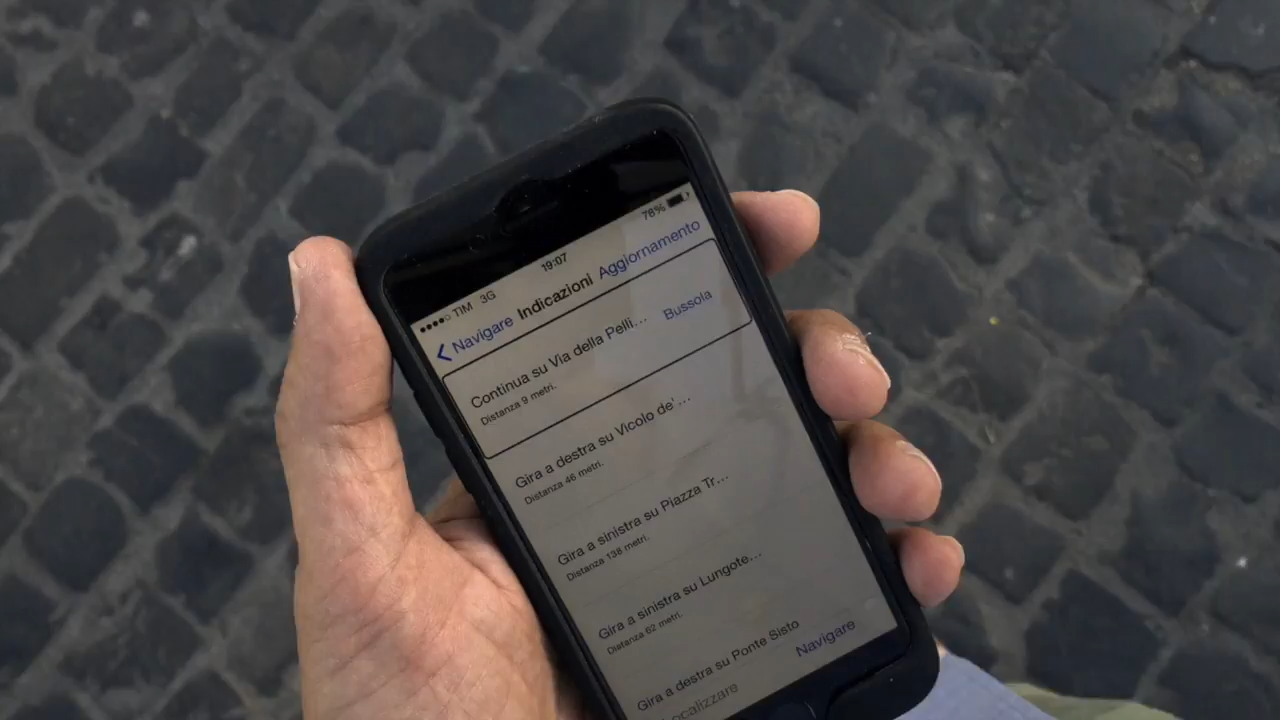 TIM 3G 19:07 78%
Navigare Indicazioni Aggiornamento
Continua su Via della Pelli... Bussola
Distanza 9 metri.
Gira a destra su Vicolo de'...
Distanza 46 metri.
Gira a sinistra su Piazza Tr...
Distanza 138 metri.
Gira a sinistra su Lungote...
Distanza 62 metri.
Gira a destra su Ponte Sisto
Localizzare Navigare